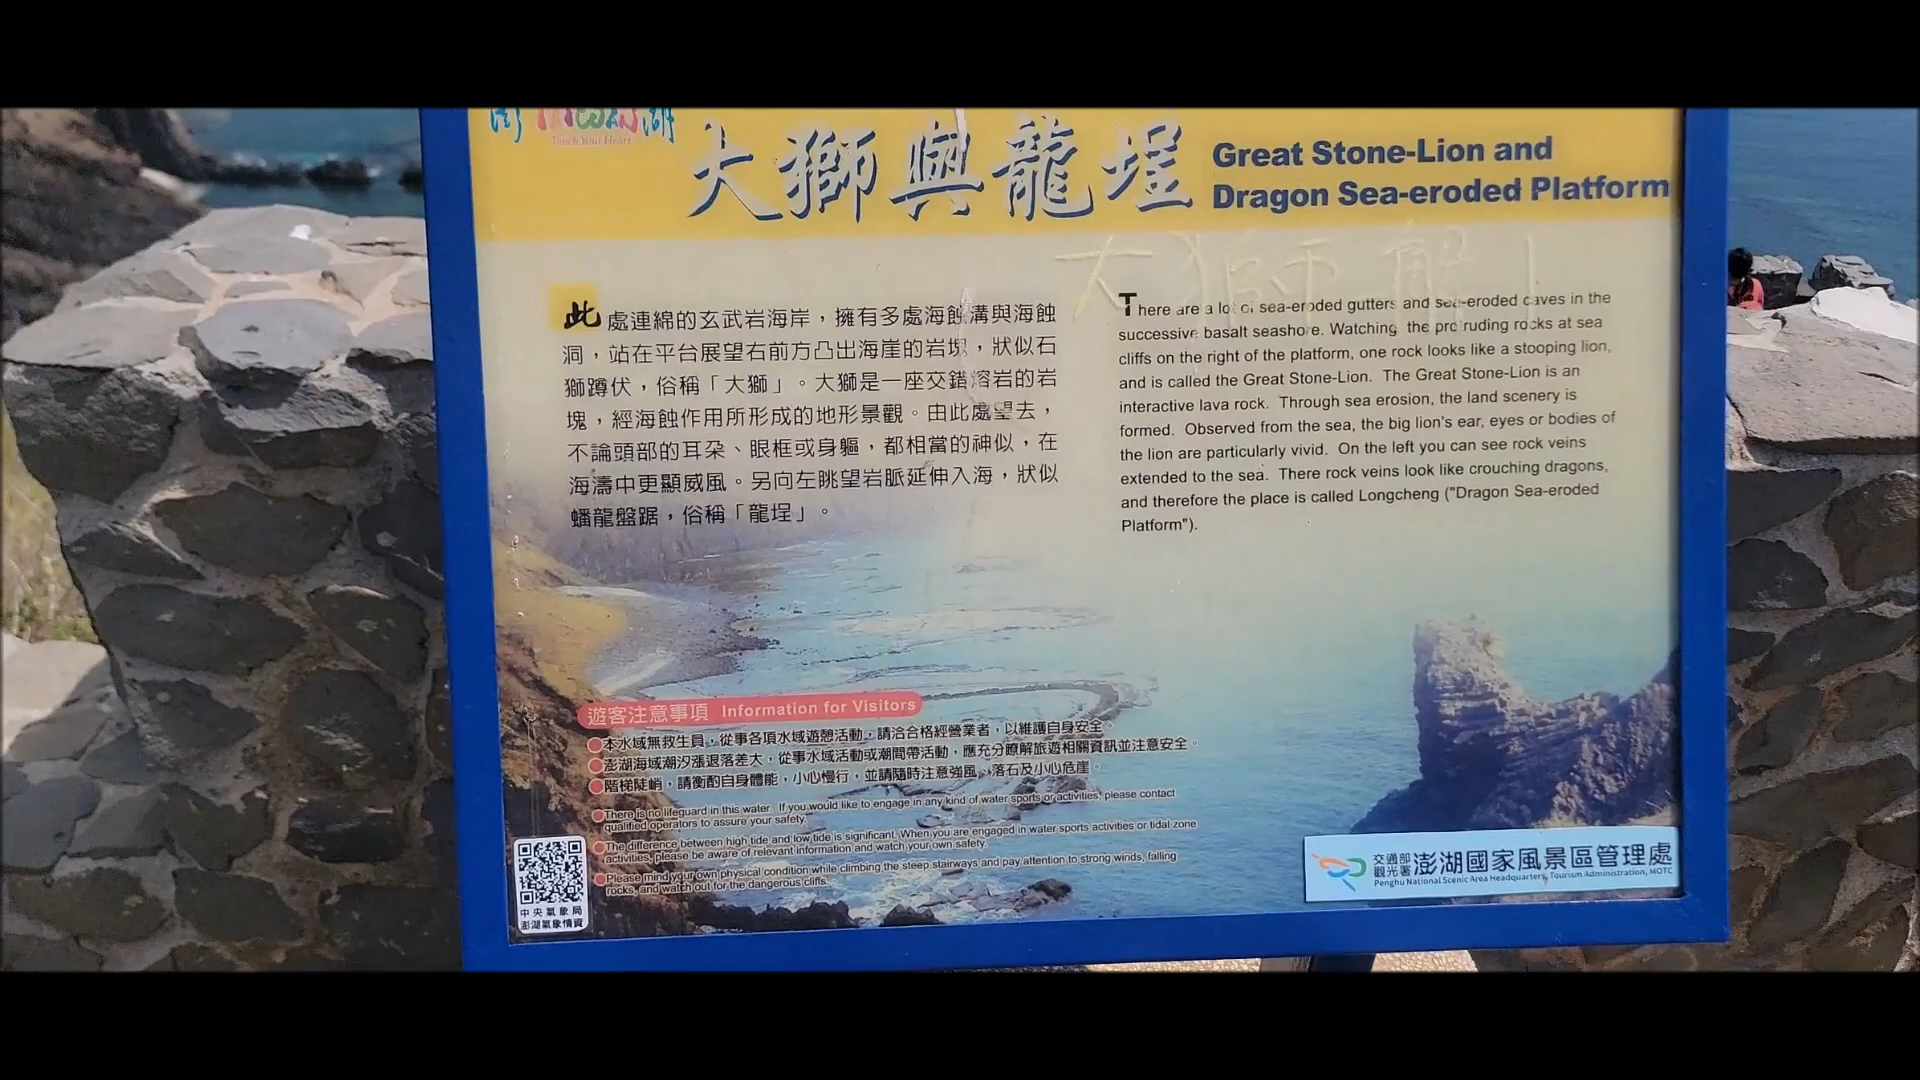 澎 湖
Touch Your Heart
大獅與龍埕
Great Stone-Lion and
Dragon Sea-eroded Platform
大獅
此處連綿的玄武岩海岸，擁有多處海蝕溝與海蝕
洞，站在平台展望右前方凸出海崖的岩塊，狀似石
獅蹲伏，俗稱「大獅」。大獅是一座交錯熔岩的岩
塊，經海蝕作用所形成的地形景觀。由此處望去，
不論頭部的耳朵、眼框或身軀，都相當的神似，在
海濤中更顯威風。另向左眺望岩脈延伸入海，狀似
蟠龍盤踞，俗稱「龍埕」。
There are a lot of sea-eroded gutters and sea-eroded caves in the
successive basalt seashore. Watching the protruding rocks at sea
cliffs on the right of the platform, one rock looks like a stooping lion,
and is called the Great Stone-Lion. The Great Stone-Lion is an
interactive lava rock. Through sea erosion, the land scenery is
formed. Observed from the sea, the big lion's ear, eyes or bodies of
the lion are particularly vivid. On the left you can see rock veins
extended to the sea. There rock veins look like crouching dragons,
and therefore the place is called Longcheng ("Dragon Sea-eroded
Platform").
遊客注意事項 Information for Visitors
本水域無救生員，從事各項水域遊憩活動，請洽合格經營業者，以維護自身安全。
澎湖海域潮汐漲退落差大，從事水域活動或潮間帶活動，應充分瞭解旅遊相關資訊並注意安全。
階梯陡峭，請衡酌自身體能，小心慢行，並請隨時注意強風、落石及小心危崖。
There is no lifeguard in this water. If you would like to engage in any kind of water sports or activities, please contact
qualified operators to assure your safety.
The difference between high tide and low tide is significant. When you are engaged in water sports activities or tidal zone
activities, please be aware of relevant information and watch your own safety.
Please mind your own physical condition while climbing the steep stairways and pay attention to strong winds, falling
rocks, and watch out for the dangerous cliffs.
中央氣象局
澎湖氣象情資
交通部
觀光署
澎湖國家風景區管理處
Penghu National Scenic Area Headquarters, Tourism Administration, MOTC